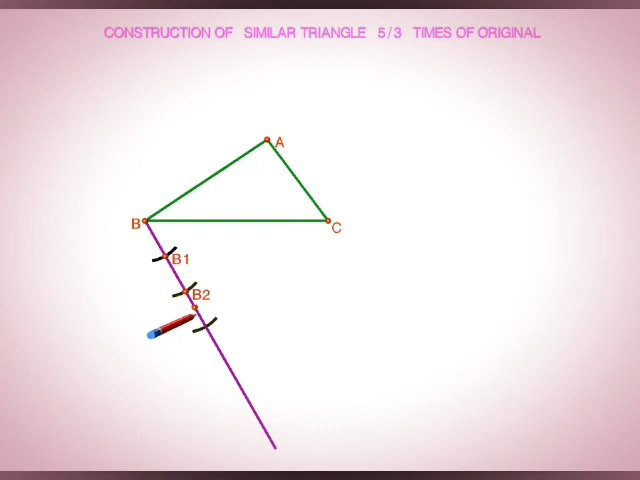 CONSTRUCTION OF SIMILAR TRIANGLE 5/3 TIMES OF ORIGINAL
A
B
C
B1
B2